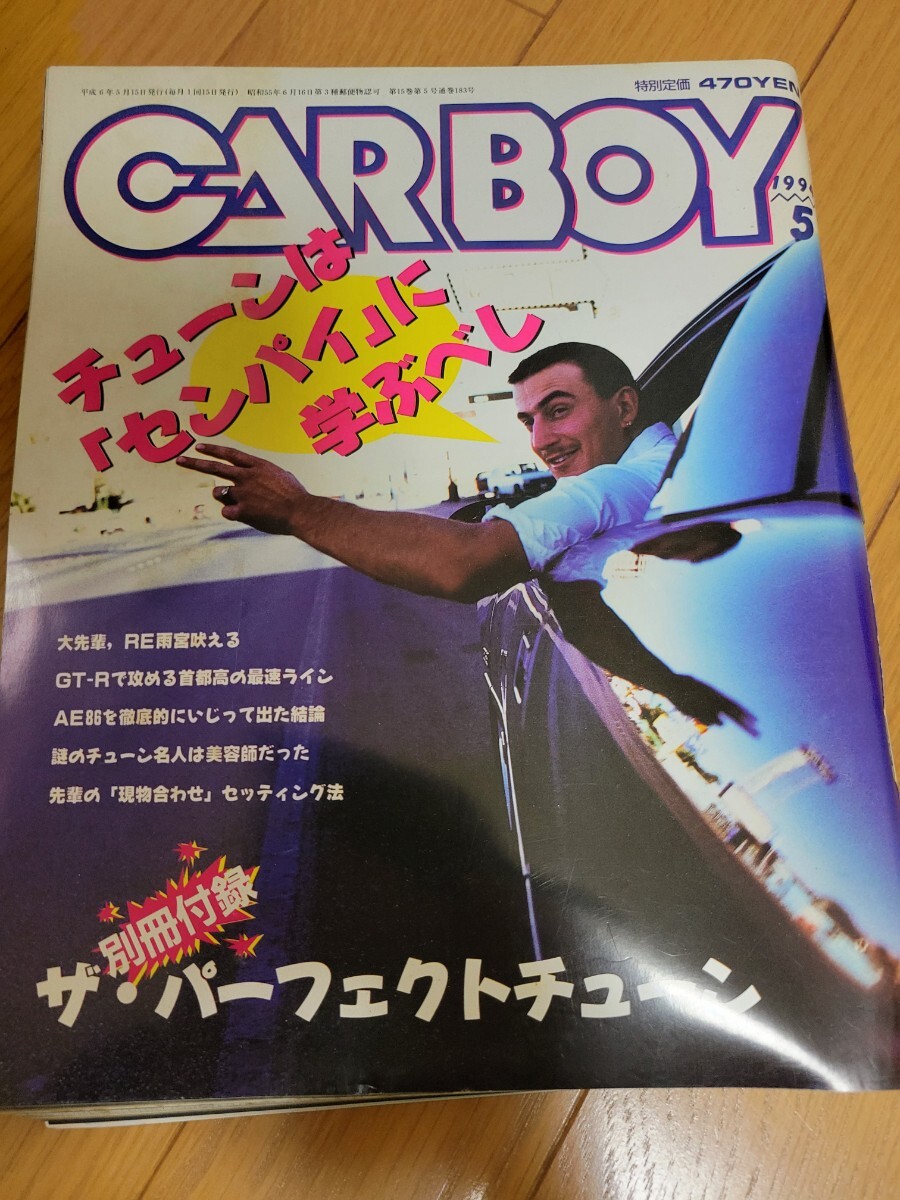 平成6年5月15日発行(毎月1回15日発行) 昭和55年6月16日第3種郵便物認可 第15巻第5号通巻183号
特別定価 470YEN
CAR BOY
199
5
チューンは
「センパイ」に
学ぶべし
大先輩，RE雨宮吠える
GT-Rで攻める首都高の最速ライン
AE86を徹底的にいじって出た結論
謎のチューン名人は美容師だった
先輩の「現物合わせ」セッティング法
別冊付録
ザ・パーフェクトチューン